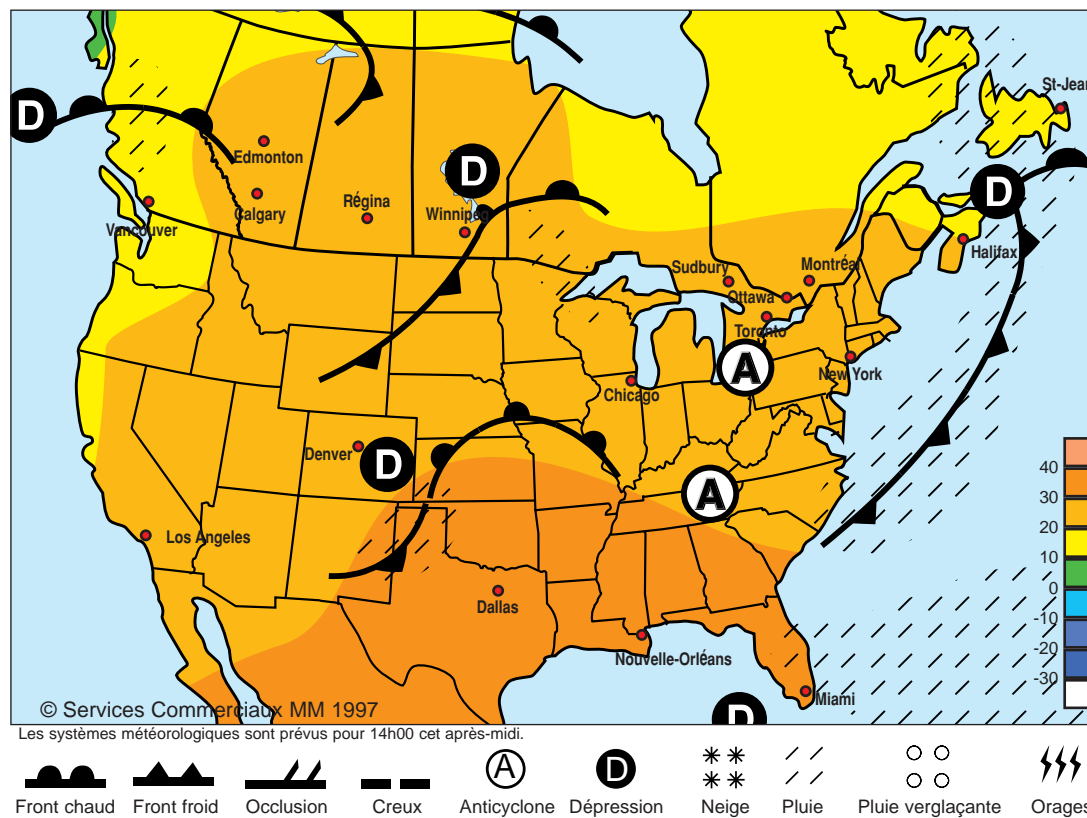 St-Jean
D
Edmonton
D
D
Calgary
Régina
Winnipeg
Vancouver
Halifax
Sudbury
Montréal
Ottawa
Toronto
A
New York
Chicago
Denver
D
A
40
30
20
10
0
-10
-20
-30
Los Angeles
Dallas
Nouvelle-Orléans
Miami
D
© Services Commerciaux MM 1997
Les systèmes météorologiques sont prévus pour 14h00 cet après-midi.
A
D
Front chaud Front froid Occlusion Creux Anticyclone Dépression Neige Pluie Pluie verglaçante Orages